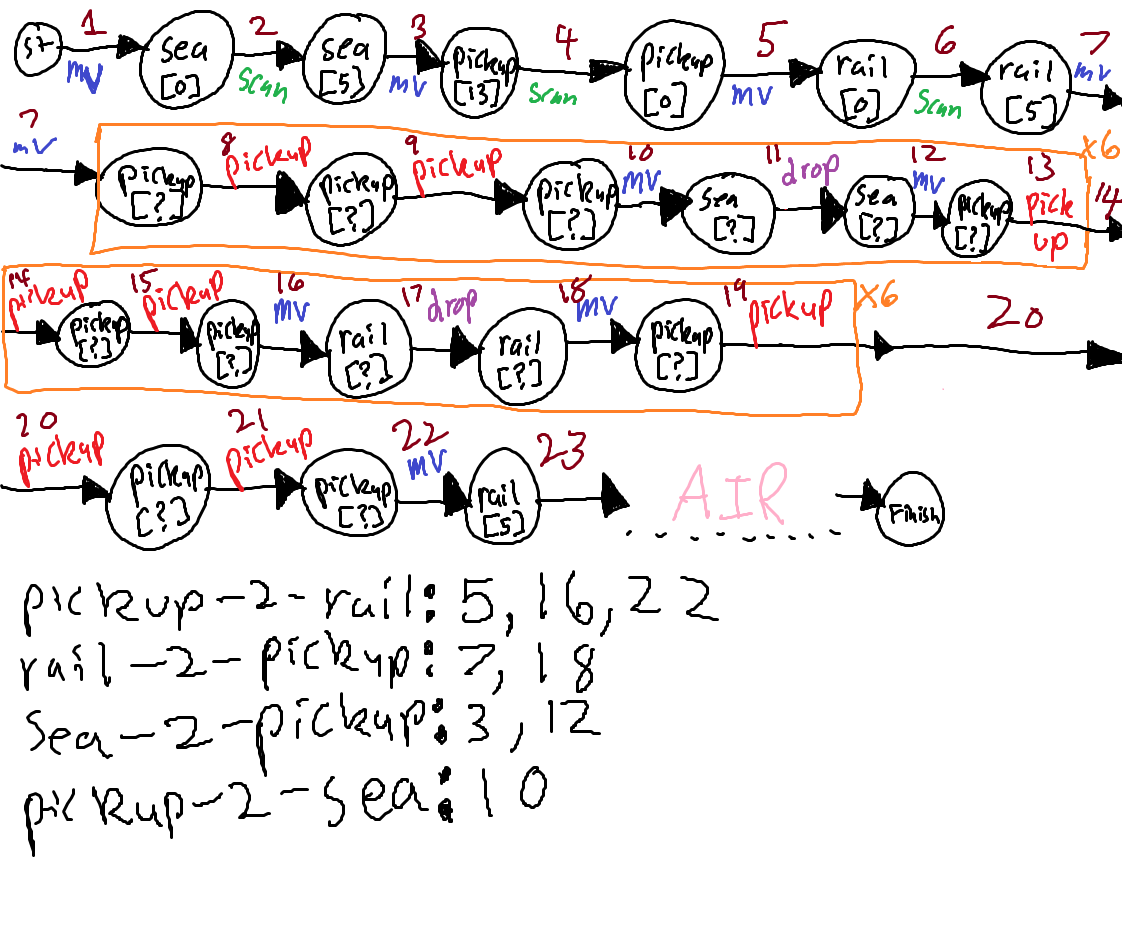 1 2 3 4 5 6 7
st sea sea pickup pickup rail rail
[0] [5] [13] [0] [0] [5]
mv scan mv scan mv scan mv
7 8 9 10 11 12 13 14
mv pickup pickup mv drop mv pick up x6
pickup pickup pickup sea sea pickup
[?] [?] [?] [?] [?] [?]
14 15 16 17 18 19 20
pickup pickup mv drop mv pickup x6
pickup pickup rail rail pickup
[?] [?] [?] [?] [?]
20 21 22 23
pickup pickup mv AIR
pickup pickup rail Finish
[?] [?] [5]
pickup-2-rail: 5, 16, 22
rail-2-pickup: 7, 18
Sea-2-pickup: 3, 12
pickup-2-sea: 10